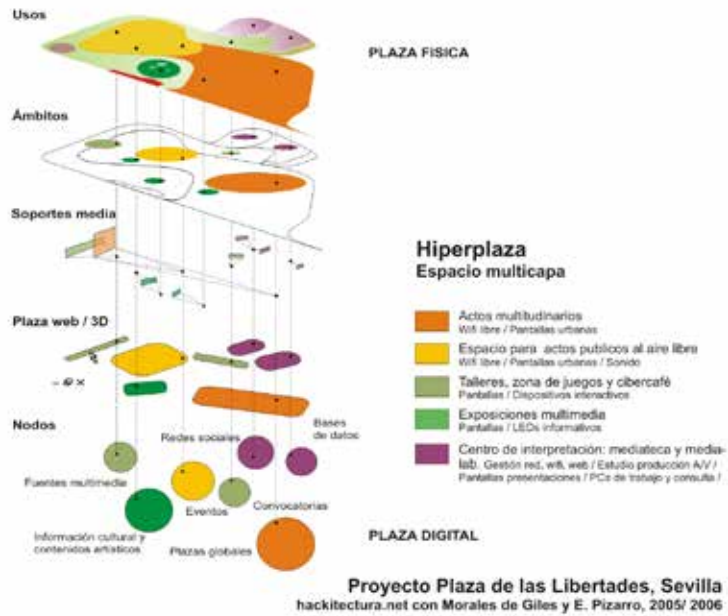 Usos
PLAZA FISICA
Ámbitos
Soportes media
Hiperplaza
Espacio multicapa
Actos multitudinarios
Wifi libre / Pantallas urbanas
Plaza web / 3D
Espacio para actos publicos al aire libre
Wifi libre / Pantallas urbanas / Sonido
Talleres, zona de juegos y cibercafé
Pantallas / Dispositivos interactivos
Exposiciones multimedia
Pantallas / LEDs informativos
Nodos
Redes sociales
Bases
de datos
Centro de interpretación: mediateca y media-
lab. Gestión red, wifi, web / Estudio producción A/V /
Pantallas presentaciones / PCs de trabajo y consulta /
Fuentes multimedia
Eventos
Convocatorias
Información cultural y
contenidos artísticos
Plazas globales
PLAZA DIGITAL
Proyecto Plaza de las Libertades, Sevilla
hackitectura.net con Morales de Giles y E. Pizarro, 2005/ 2006